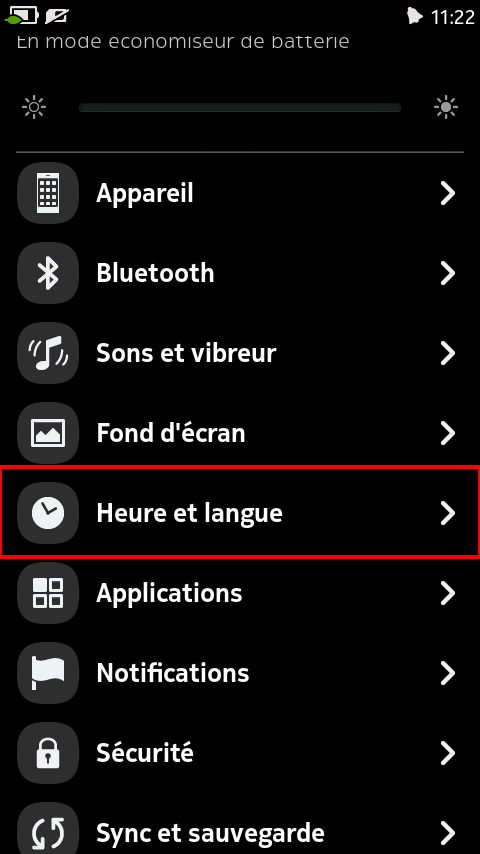 11:22
En mode économiseur de batterie
Appareil
Bluetooth
Sons et vibreur
Fond d'écran
Heure et langue
Applications
Notifications
Sécurité
Sync et sauvegarde